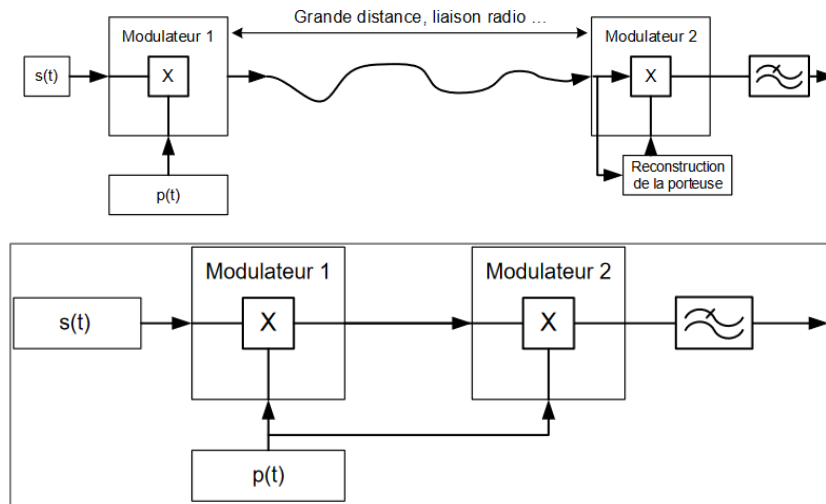 Grande distance, liaison radio ...
Modulateur 1
Modulateur 2
s(t)
X
X
p(t)
Reconstruction
de la porteuse
Modulateur 1
Modulateur 2
s(t)
X
X
p(t)